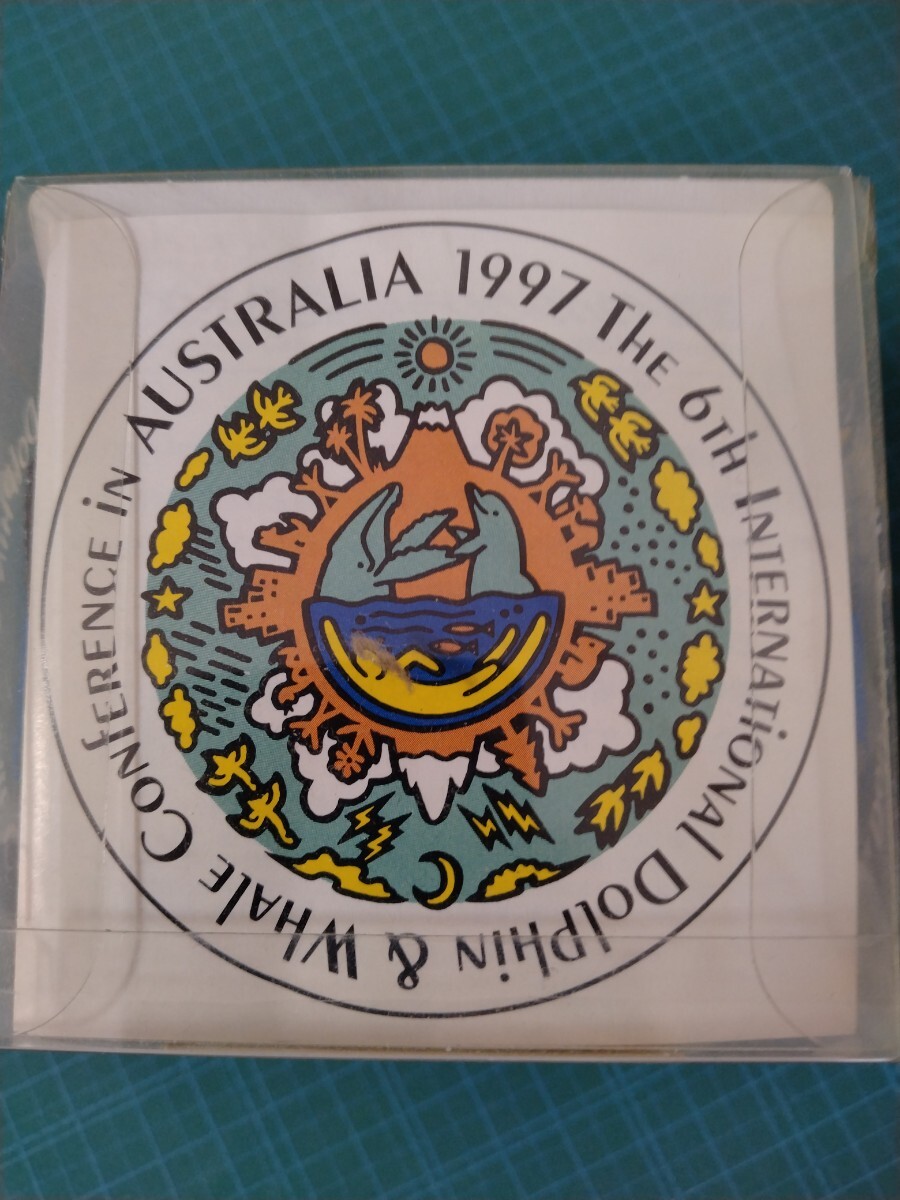 1997 The 6th International Dolphin & Whale Conference in AUSTRALIA